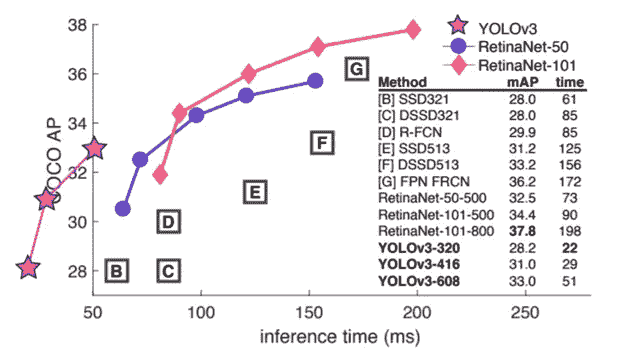 YOLOv3
RetinaNet-50
RetinaNet-101
Method mAP time
[B] SSD321 28.0 61
[C] DSSD321 28.0 85
[D] R-FCN 29.9 85
[E] SSD513 31.2 125
[F] DSSD513 33.2 156
[G] FPN FRCN 36.2 172
RetinaNet-50-500 32.5 73
RetinaNet-101-500 34.4 90
RetinaNet-101-800 37.8 198
YOLOv3-320 28.2 22
YOLOv3-416 31.0 29
YOLOv3-608 33.0 51
G
F
E
D
B
C
COCO AP
38
36
34
32
30
28
50
100
150
200
250
inference time (ms)